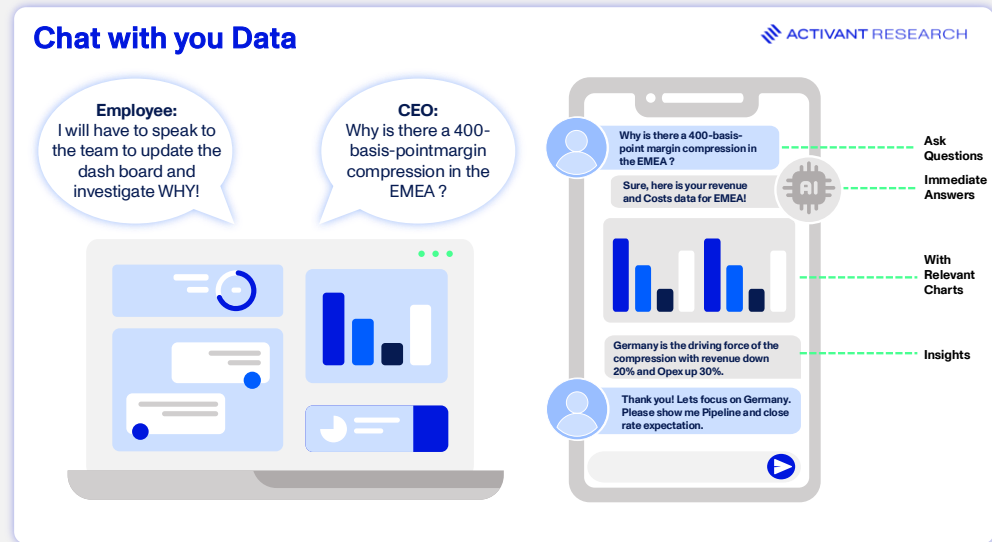 Chat with you Data
ACTIVANT RESEARCH
Employee:
I will have to speak to
the team to update the
dash board and
investigate WHY!
CEO:
Why is there a 400-
basis-pointmargin
compression in the
EMEA ?
Why is there a 400-basis-
point margin compression in
the EMEA ?
Ask
Questions
Sure, here is your revenue
and Costs data for EMEA!
AI
Immediate
Answers
With
Relevant
Charts
Germany is the driving force of the
compression with revenue down
20% and Opex up 30%.
Insights
Thank you! Lets focus on Germany.
Please show me Pipeline and close
rate expectation.